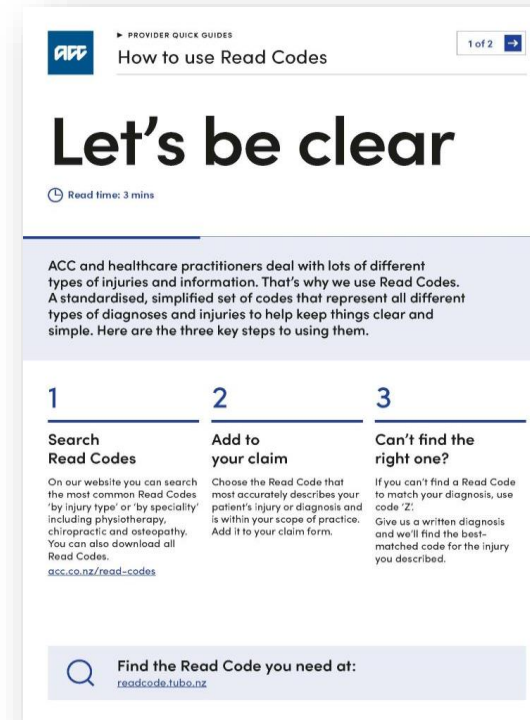 ACC
▶ PROVIDER QUICK GUIDES
How to use Read Codes
1 of 2 →
Let's be clear
Read time: 3 mins
ACC and healthcare practitioners deal with lots of different
types of injuries and information. That's why we use Read Codes.
A standardised, simplified set of codes that represent all different
types of diagnoses and injuries to help keep things clear and
simple. Here are the three key steps to using them.
1
Search
Read Codes
On our website you can search
the most common Read Codes
'by injury type' or 'by speciality'
including physiotherapy,
chiropractic and osteopathy.
You can also download all
Read Codes.
acc.co.nz/read-codes
2
Add to
your claim
Choose the Read Code that
most accurately describes your
patient's injury or diagnosis and
is within your scope of practice.
Add it to your claim form.
3
Can't find the
right one?
If you can't find a Read Code
to match your diagnosis, use
code 'Z'.
Give us a written diagnosis
and we'll find the best-
matched code for the injury
you described.
Find the Read Code you need at:
readcode.tubo.nz